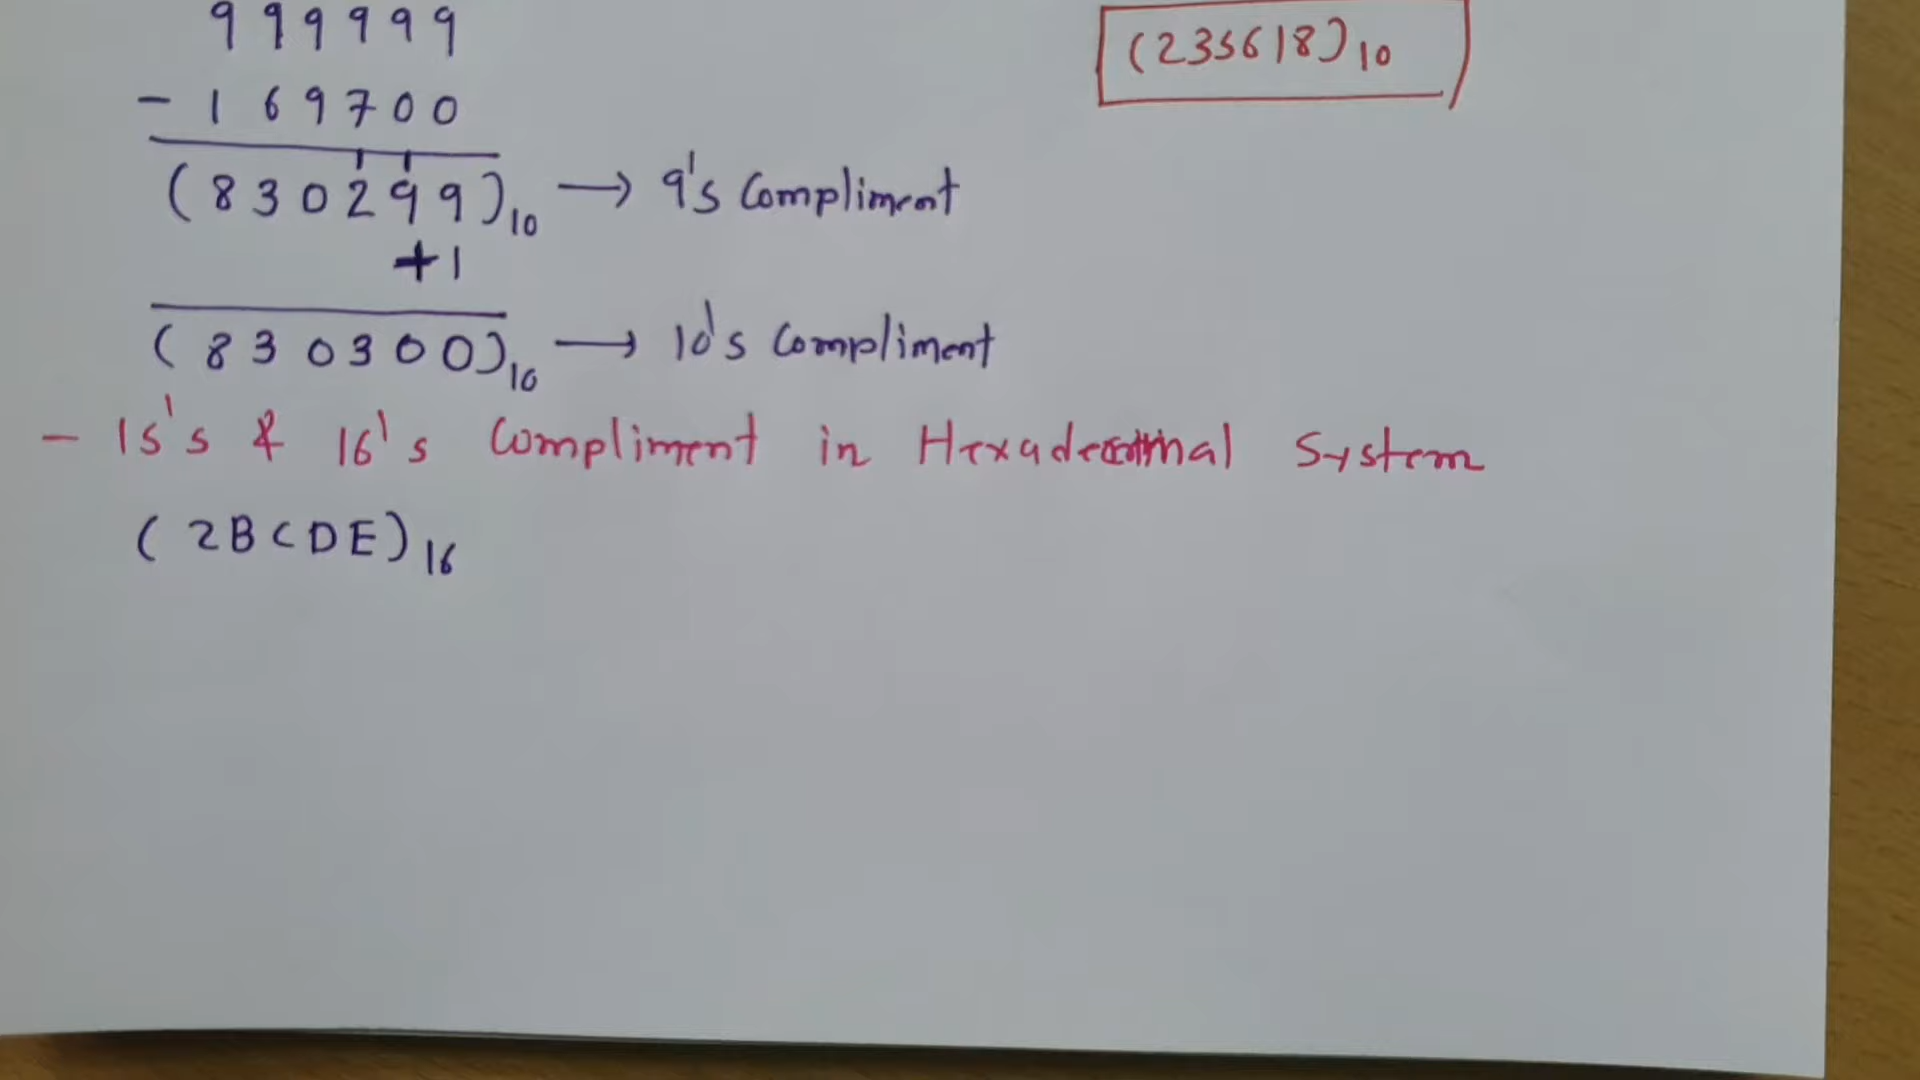 999999
(235618)10
- 169700
(830299)10 → 9's Compliment
+1
(830300)10 → 10's Compliment
- 15's & 16's Compliment in Hexadecimal System
(2BCDE)16